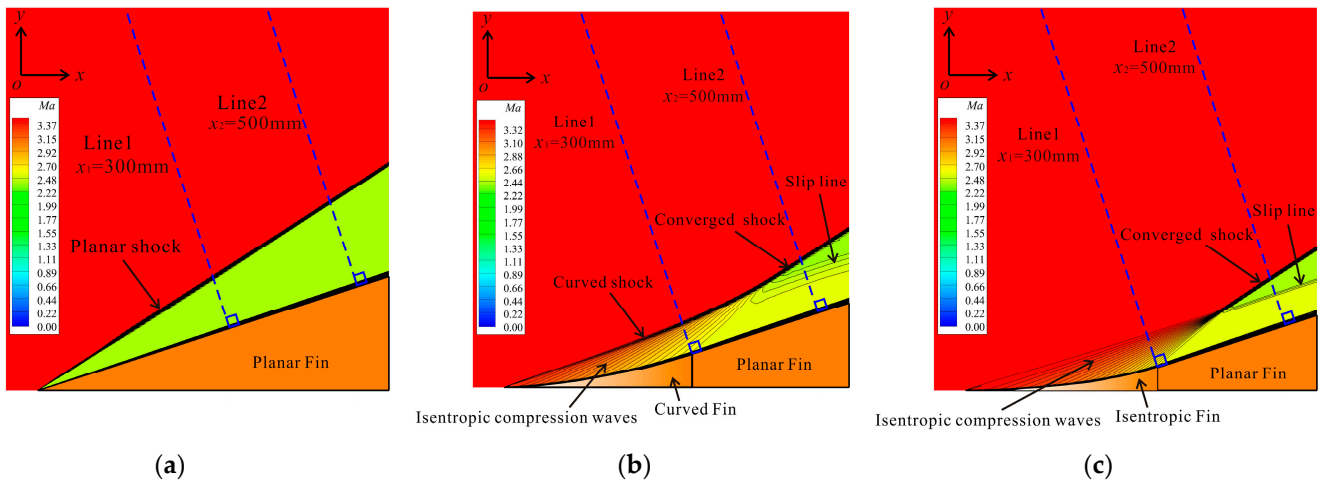 y
x
o
Ma
3.37
3.15
2.92
2.70
2.48
2.22
1.99
1.77
1.55
1.33
1.11
0.89
0.66
0.44
0.22
0.00
Line1
x₁=300mm
Line2
x₂=500mm
Planar shock
Planar Fin
(a)
y
x
o
Ma
3.32
3.10
2.88
2.66
2.44
2.21
1.99
1.77
1.55
1.33
1.11
0.89
0.66
0.44
0.22
0.00
Line1
x₁=300mm
Line2
x₂=500mm
Slip line
Converged shock
Curved shock
Planar Fin
Curved Fin
Isentropic compression waves
(b)
y
x
o
Ma
3.37
3.15
2.92
2.70
2.47
2.22
1.99
1.77
1.55
1.33
1.11
0.89
0.66
0.44
0.22
0.00
Line1
x₁=300mm
Line2
x₂=500mm
Slip line
Converged shock
Planar Fin
Isentropic Fin
Isentropic compression waves
(c)